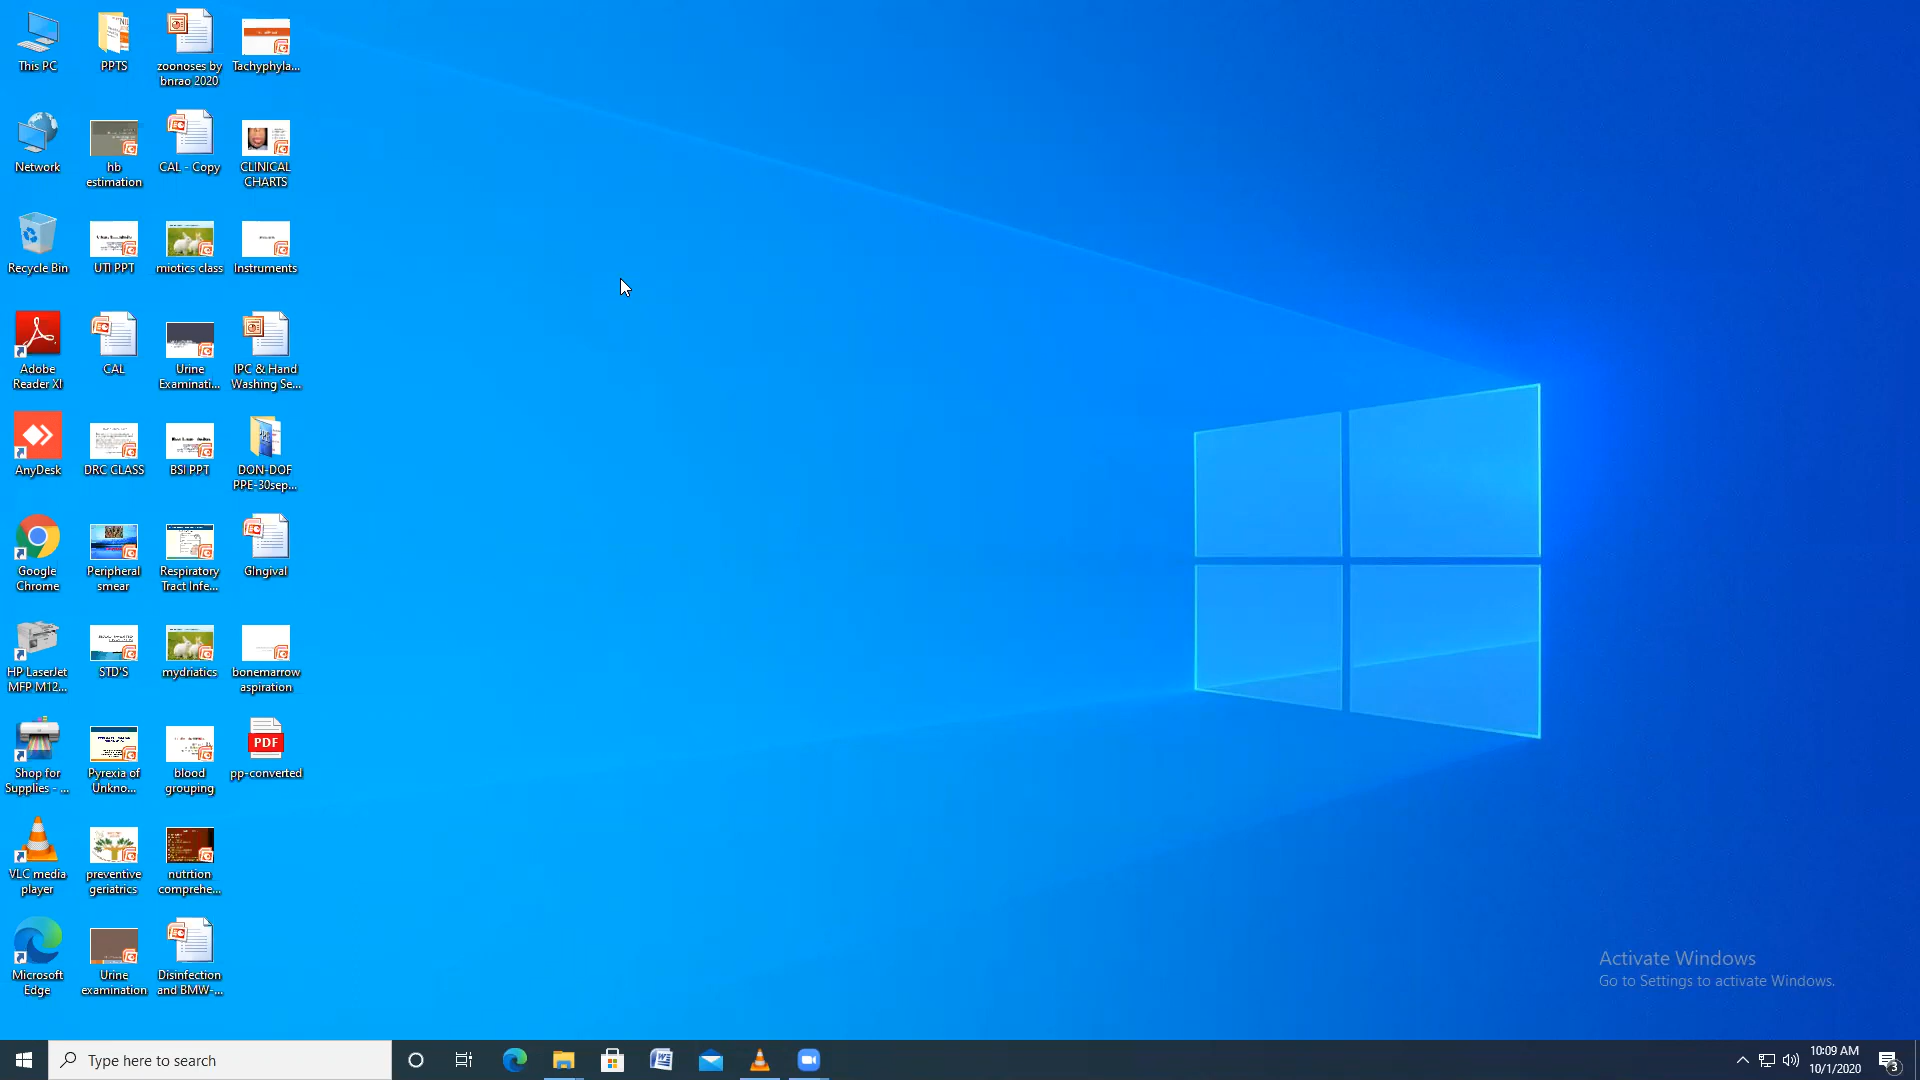 This PC
PPTS
zoonoses by
bnrao 2020
Tachyphyla...
Network
hb
estimation
CAL - Copy
CLINICAL
CHARTS
Recycle Bin
UTI PPT
miotics class
Instruments
Adobe
Reader XI
CAL
Urine
Examinati...
IPC & Hand
Washing Se...
AnyDesk
DRC CLASS
BSI PPT
DON-DOF
PPE-30sep...
Google
Chrome
Peripheral
smear
Respiratory
Tract Infe...
GIngival
HP LaserJet
MFP M12...
STD'S
mydriatics
bonemarrow
aspiration
Shop for
Supplies - ...
Pyrexia of
Unkno...
blood
grouping
PDF
pp-converted
VLC media
player
preventive
geriatrics
nutrtion
comprehe...
Microsoft
Edge
Urine
examination
Disinfection
and BMW-...
Activate Windows
Go to Settings to activate Windows.
Type here to search
10:09 AM
10/1/2020
3